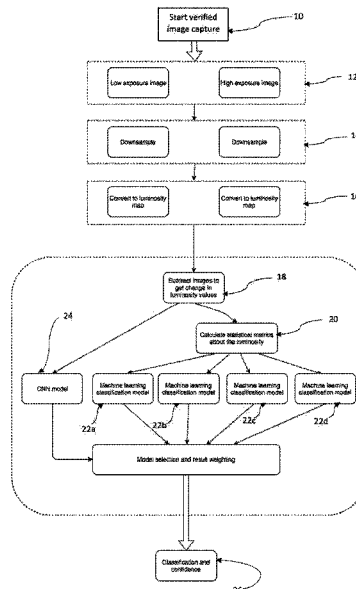 Start verified
image capture
10
Low exposure image
High exposure image
12
Downsample
Downsample
Convert to luminosity
map
Convert to luminosity
map
Subtract images to
get change in
luminosity values
18
24
Calculate statistical metrics
about the luminosity
20
CNN model
Machine learning
classification model
Machine learning
classification model
Machine learning
classification model
Machine learning
classification model
22a
22b
22c
22d
Model selection and result weighting
Classification and
confidence